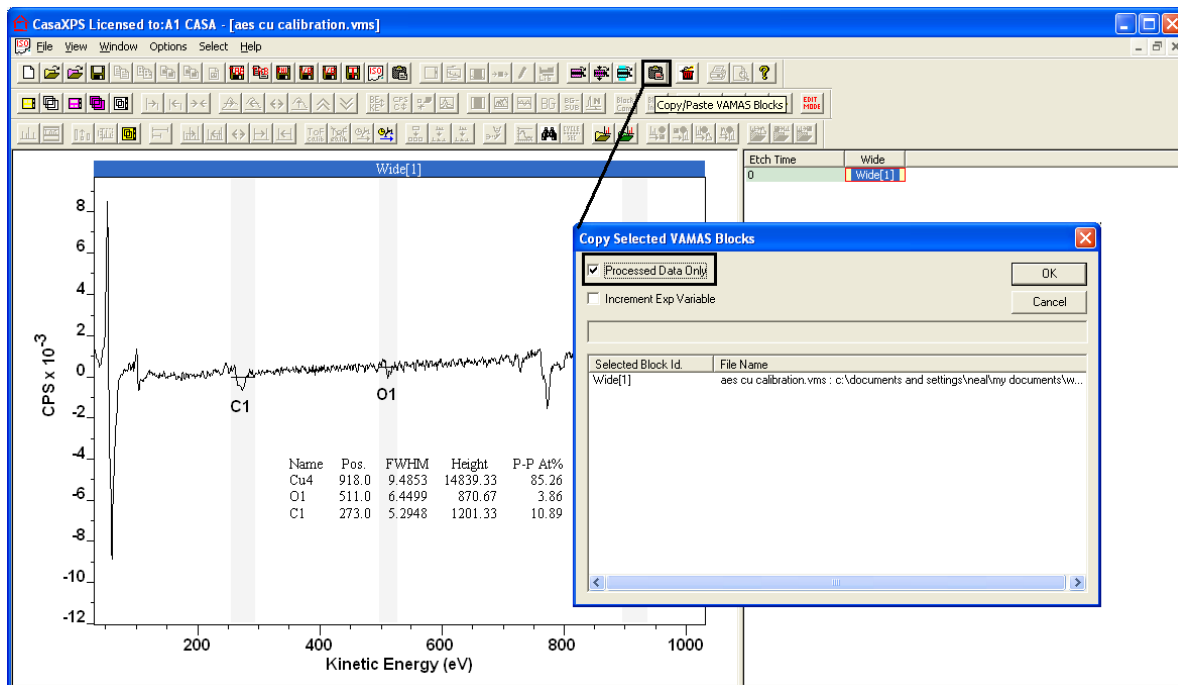 CasaXPS Licensed to:A1 CASA - [aes cu calibration.vms]
File View Window Options Select Help
Copy/Paste VAMAS Blocks
EDIT MODE
Wide[1]
Etch Time Wide
0 Wide[1]
CPS x 10-3
8
6
4
2
0
-2
-4
-6
-8
-10
-12
C1
O1
Name Pos. FWHM Height P-P At%
Cu4 918.0 9.4853 14839.33 85.26
O1 511.0 6.4499 870.67 3.86
C1 273.0 5.2948 1201.33 10.89
200 400 600 800 1000
Kinetic Energy (eV)
Copy Selected VAMAS Blocks
Processed Data Only
OK
Increment Exp Variable
Cancel
Selected Block Id. File Name
Wide[1] aes cu calibration.vms : c:\documents and settings\neal\my documents\w...